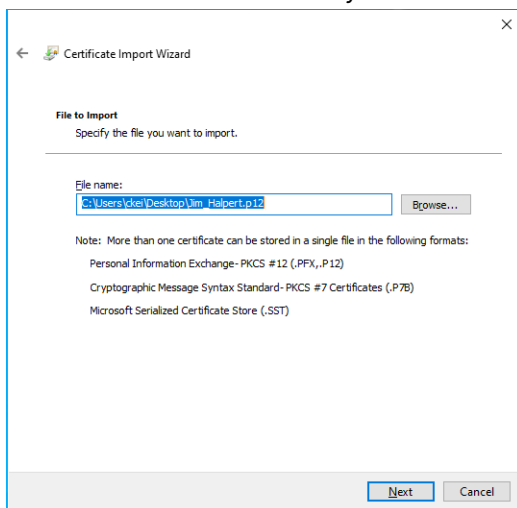 Certificate Import Wizard
File to Import
Specify the file you want to import.
File name:
C:\Users\ckei\Desktop\Jim_Halpert.p12
Browse...
Note: More than one certificate can be stored in a single file in the following formats:
Personal Information Exchange- PKCS #12 (.PFX,.P12)
Cryptographic Message Syntax Standard- PKCS #7 Certificates (.P7B)
Microsoft Serialized Certificate Store (.SST)
Next
Cancel